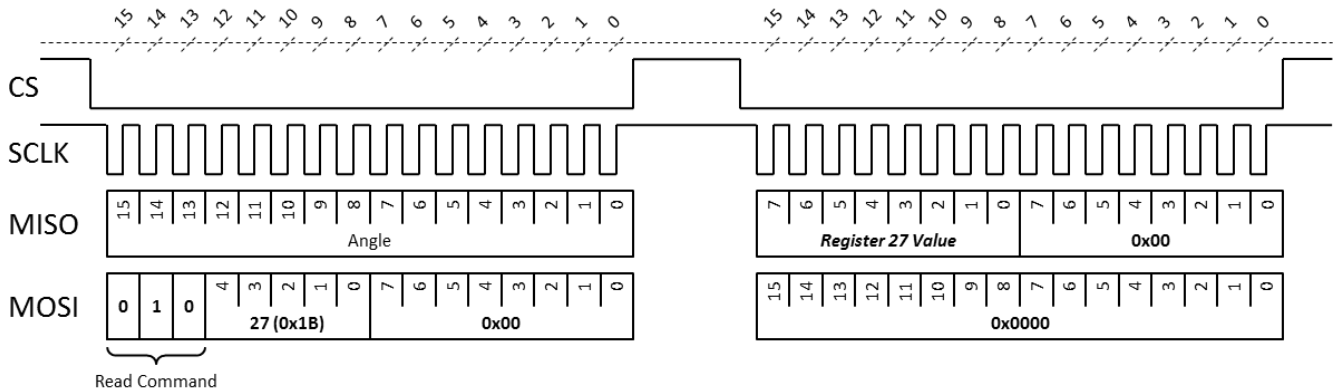 15 14 13 12 11 10 9 8 7 6 5 4 3 2 1 0 15 14 13 12 11 10 9 8 7 6 5 4 3 2 1 0
CS
SCLK
MISO 15 14 13 12 11 10 9 8 7 6 5 4 3 2 1 0 7 6 5 4 3 2 1 0 7 6 5 4 3 2 1 0
Angle Register 27 Value 0x00
MOSI 0 1 0 4 3 2 1 0 7 6 5 4 3 2 1 0 15 14 13 12 11 10 9 8 7 6 5 4 3 2 1 0
27 (0x1B) 0x00 0x0000
Read Command